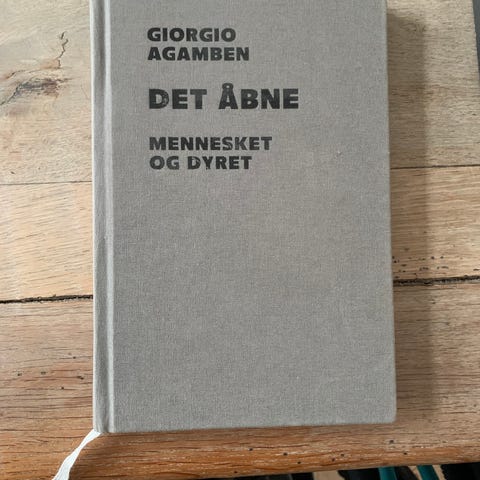 GIORGIO
AGAMBEN
DET ÅBNE
MENNESKET
OG DYRET